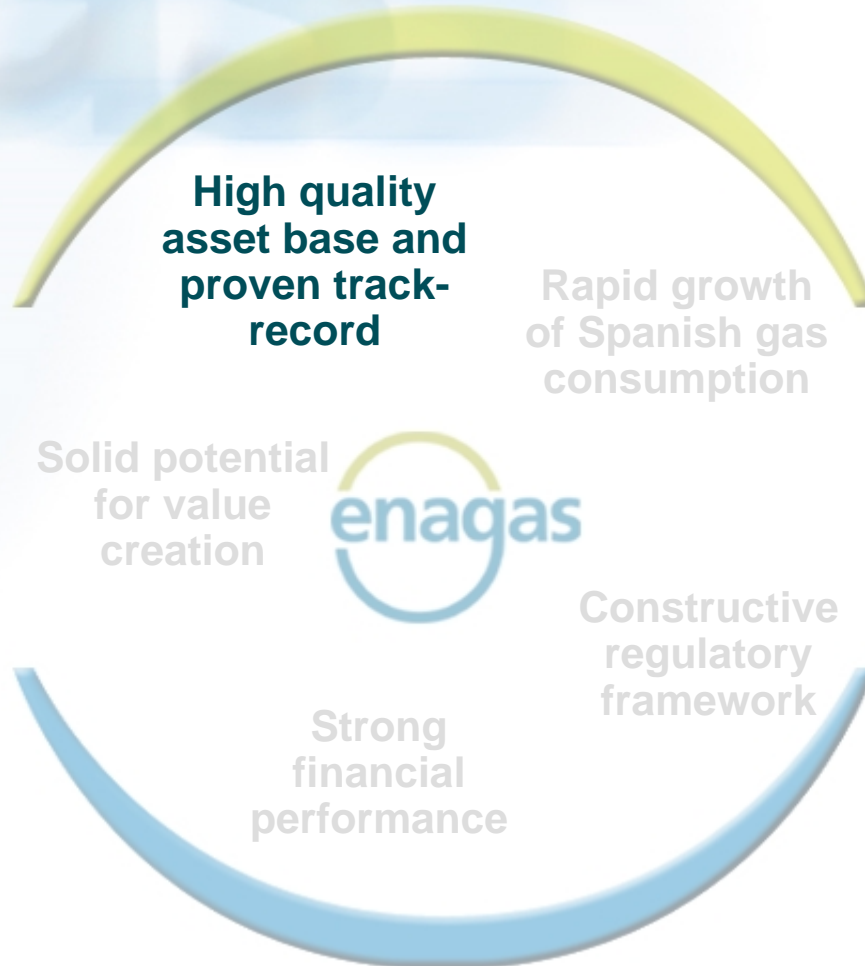 High quality
asset base and
proven track-
record
Rapid growth
of Spanish gas
consumption
Solid potential
for value
creation
enagas
Constructive
regulatory
framework
Strong
financial
performance